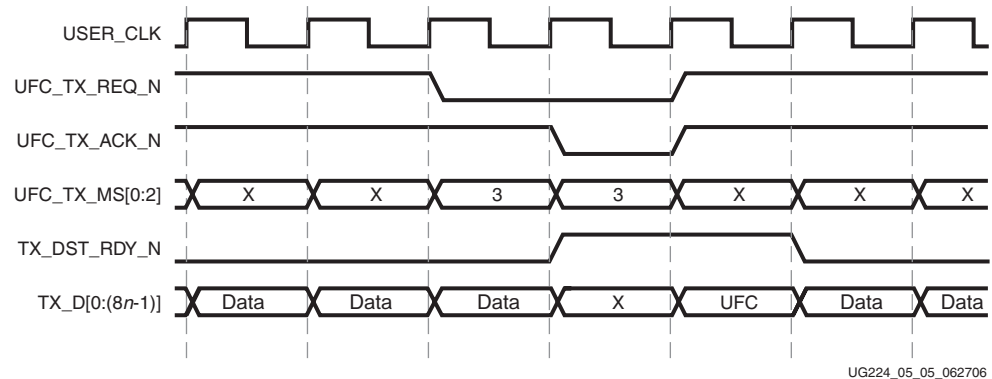 USER_CLK
UFC_TX_REQ_N
UFC_TX_ACK_N
UFC_TX_MS[0:2] X X 3 3 X X X
TX_DST_RDY_N
TX_D[0:(8n-1)] Data Data Data X UFC Data Data
UG224_05_05_062706